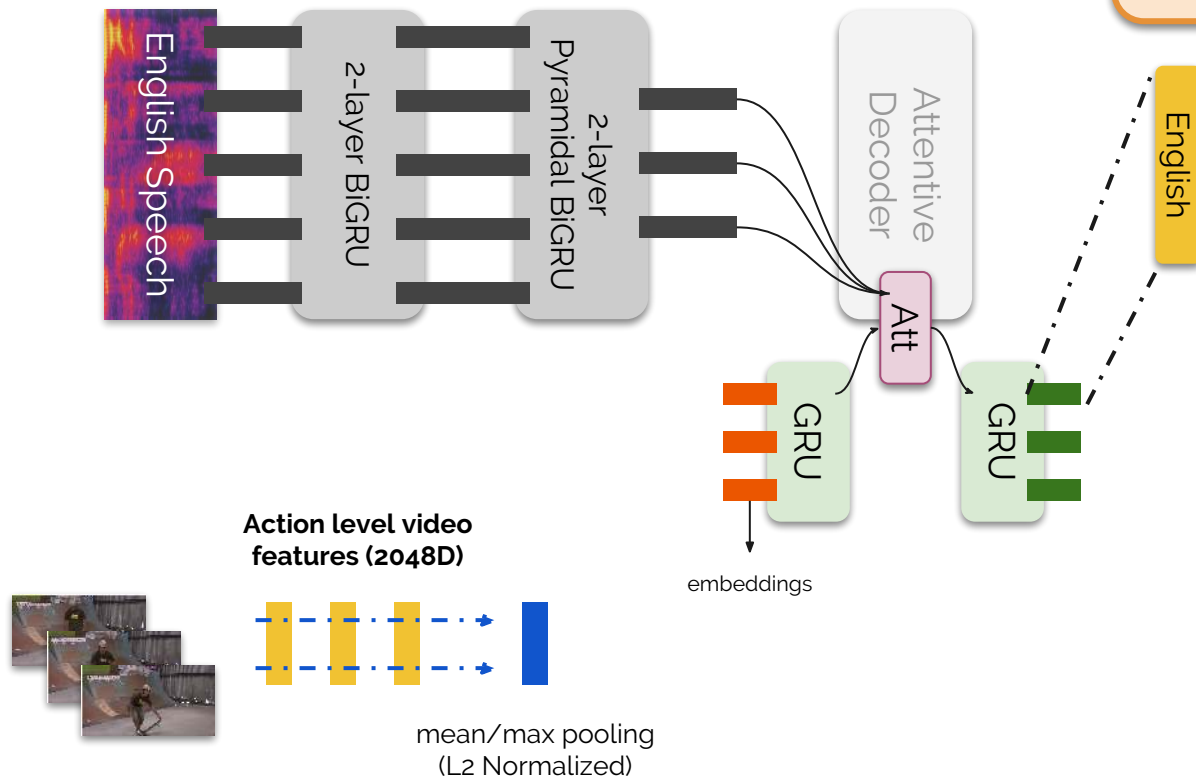 English Speech
2-layer BiGRU
2-layer
Pyramidal BiGRU
Attentive
Decoder
Att
English
GRU
GRU
embeddings
Action level video
features (2048D)
mean/max pooling
(L2 Normalized)